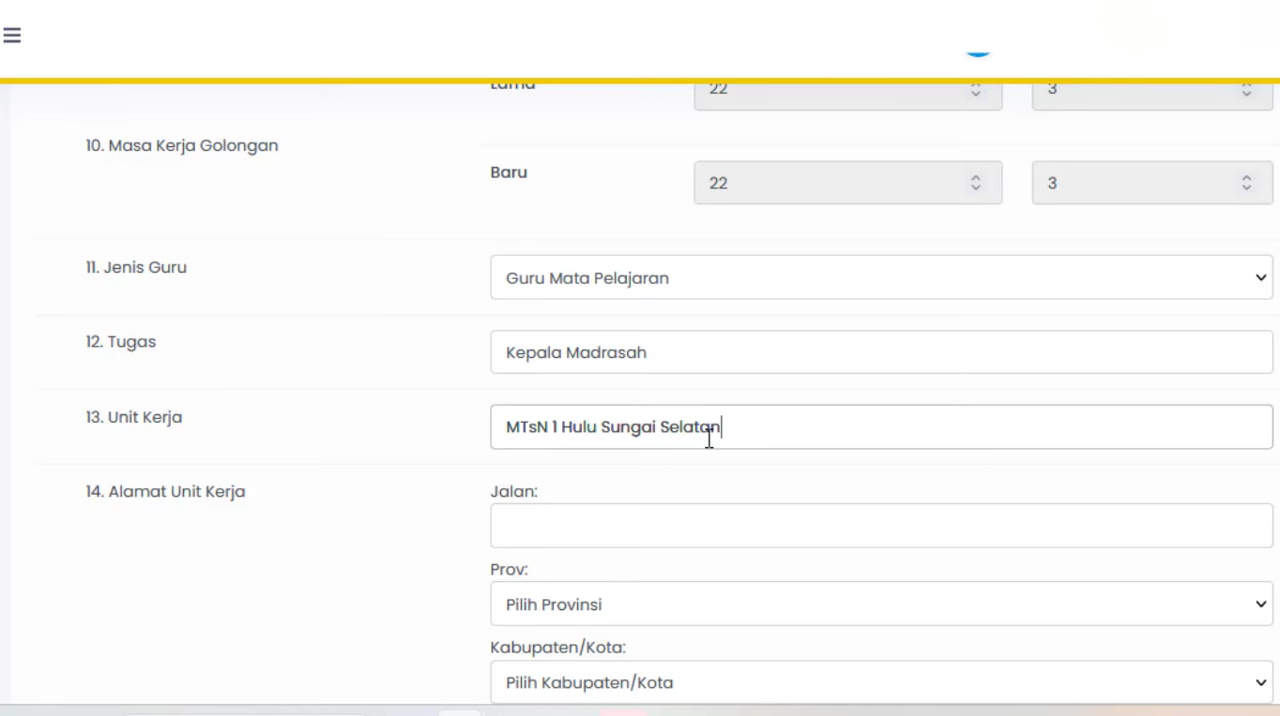 Lama 22 3
10. Masa Kerja Golongan
Baru 22 3
11. Jenis Guru Guru Mata Pelajaran
12. Tugas Kepala Madrasah
13. Unit Kerja MTsN 1 Hulu Sungai Selatan
14. Alamat Unit Kerja Jalan:
Prov:
Pilih Provinsi
Kabupaten/Kota:
Pilih Kabupaten/Kota